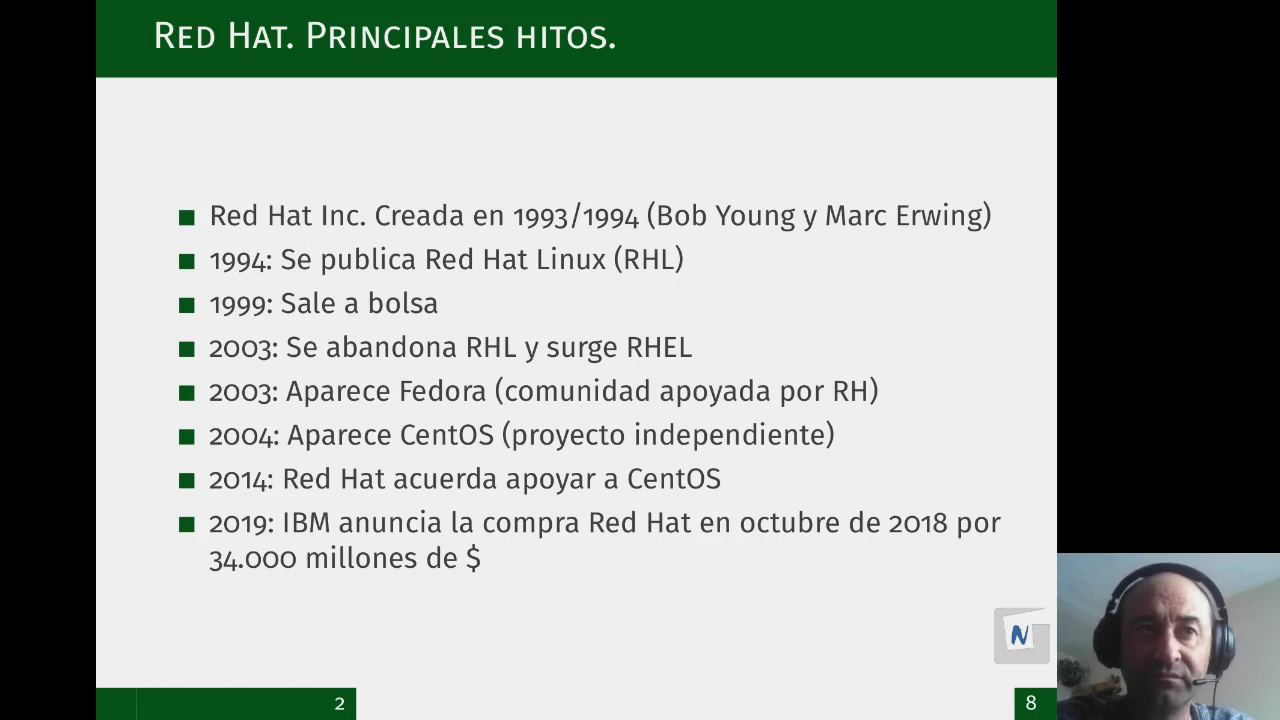 Red Hat. Principales hitos.
Red Hat Inc. Creada en 1993/1994 (Bob Young y Marc Erwing)
1994: Se publica Red Hat Linux (RHL)
1999: Sale a bolsa
2003: Se abandona RHL y surge RHEL
2003: Aparece Fedora (comunidad apoyada por RH)
2004: Aparece CentOS (proyecto independiente)
2014: Red Hat acuerda apoyar a CentOS
2019: IBM anuncia la compra Red Hat en octubre de 2018 por
34.000 millones de $
N
2
8